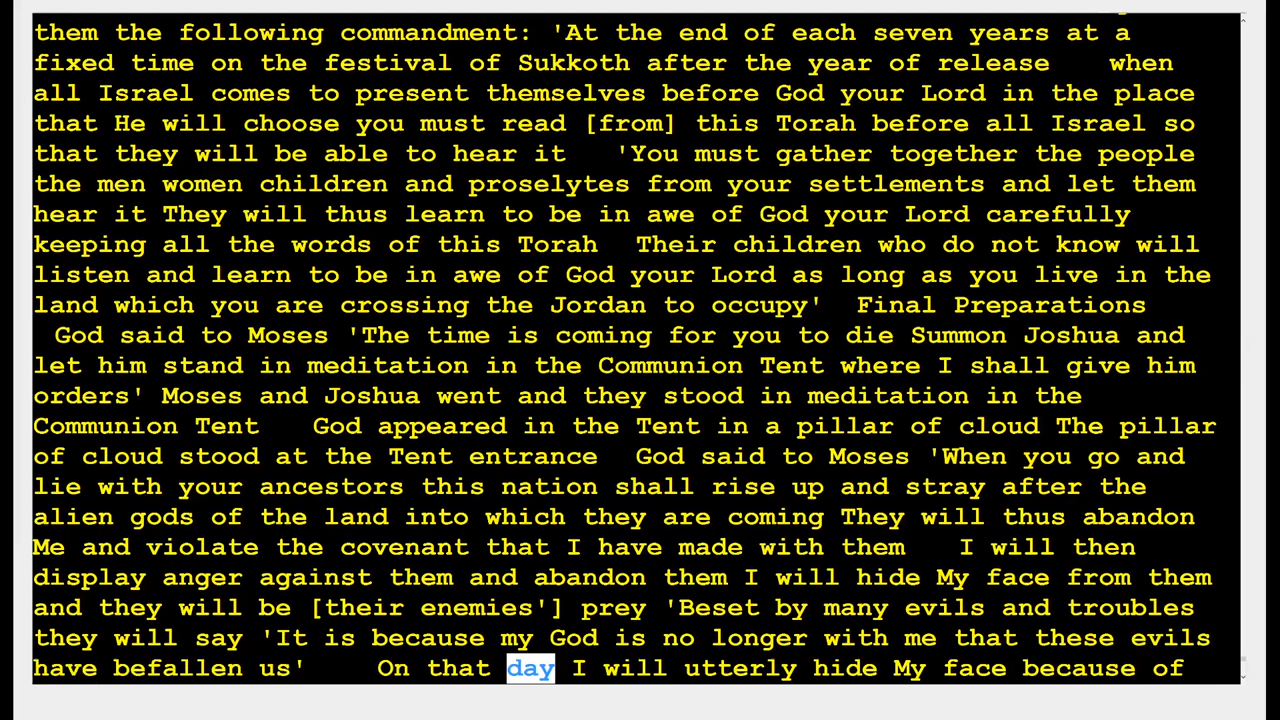 them the following commandment: 'At the end of each seven years at a
fixed time on the festival of Sukkoth after the year of release when
all Israel comes to present themselves before God your Lord in the place
that He will choose you must read [from] this Torah before all Israel so
that they will be able to hear it 'You must gather together the people
the men women children and proselytes from your settlements and let them
hear it They will thus learn to be in awe of God your Lord carefully
keeping all the words of this Torah Their children who do not know will
listen and learn to be in awe of God your Lord as long as you live in the
land which you are crossing the Jordan to occupy' Final Preparations
God said to Moses 'The time is coming for you to die Summon Joshua and
let him stand in meditation in the Communion Tent where I shall give him
orders' Moses and Joshua went and they stood in meditation in the
Communion Tent God appeared in the Tent in a pillar of cloud The pillar
of cloud stood at the Tent entrance God said to Moses 'When you go and
lie with your ancestors this nation shall rise up and stray after the
alien gods of the land into which they are coming They will thus abandon
Me and violate the covenant that I have made with them I will then
display anger against them and abandon them I will hide My face from them
and they will be [their enemies'] prey 'Beset by many evils and troubles
they will say 'It is because my God is no longer with me that these evils
have befallen us' On that day I will utterly hide My face because of